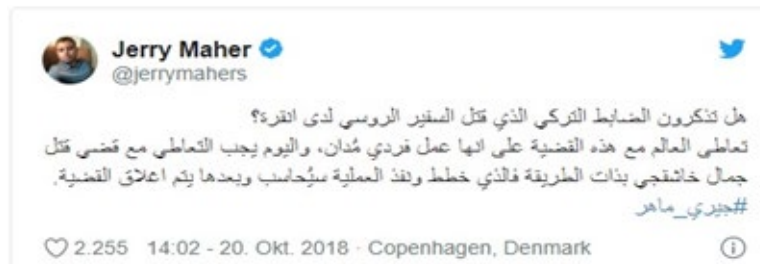 Jerry Maher
@jerrymahers
هل تذكرون الضابط التركي الذي قتل السفير الروسي لدى انقرة؟
تعاطى العالم مع هذه القضية على انها عمل فردي مُدان، واليوم يجب التعاطي مع قضي قتل
جمال خاشقجي بذات الطريقة فالذي خطط ونفذ العملية سيُحاسب وبعدها يتم اغلاق القضية.
#جيري_ماهر
2.255 14:02 - 20. Okt. 2018 · Copenhagen, Denmark